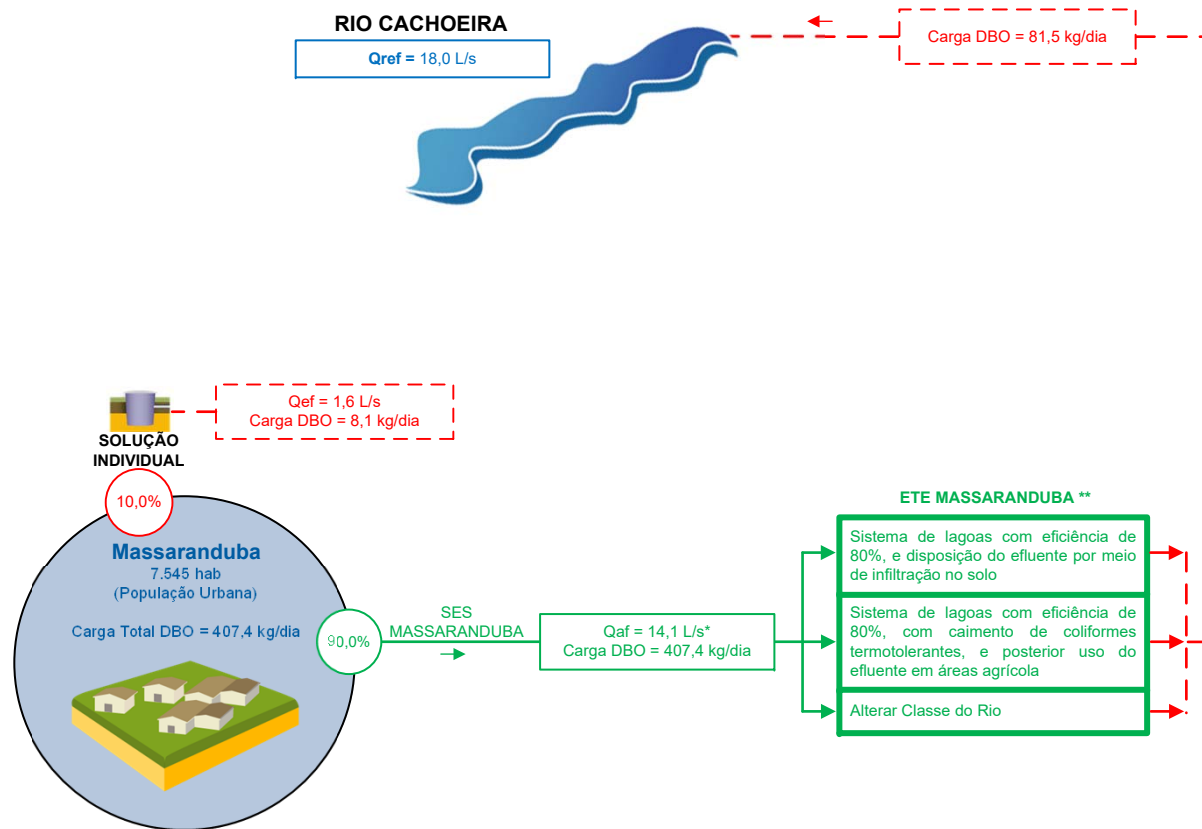 RIO CACHOEIRA
Qref = 18,0 L/s
Carga DBO = 81,5 kg/dia
Qef = 1,6 L/s
Carga DBO = 8,1 kg/dia
SOLUÇÃO
INDIVIDUAL
10,0%
Massaranduba
7.545 hab
(População Urbana)
Carga Total DBO = 407,4 kg/dia
90,0%
SES
MASSARANDUBA
Qaf = 14,1 L/s*
Carga DBO = 407,4 kg/dia
ETE MASSARANDUBA **
Sistema de lagoas com eficiência de
80%, e disposição do efluente por meio
de infiltração no solo
Sistema de lagoas com eficiência de
80%, com caimento de coliformes
termotolerantes, e posterior uso do
efluente em áreas agrícola
Alterar Classe do Rio